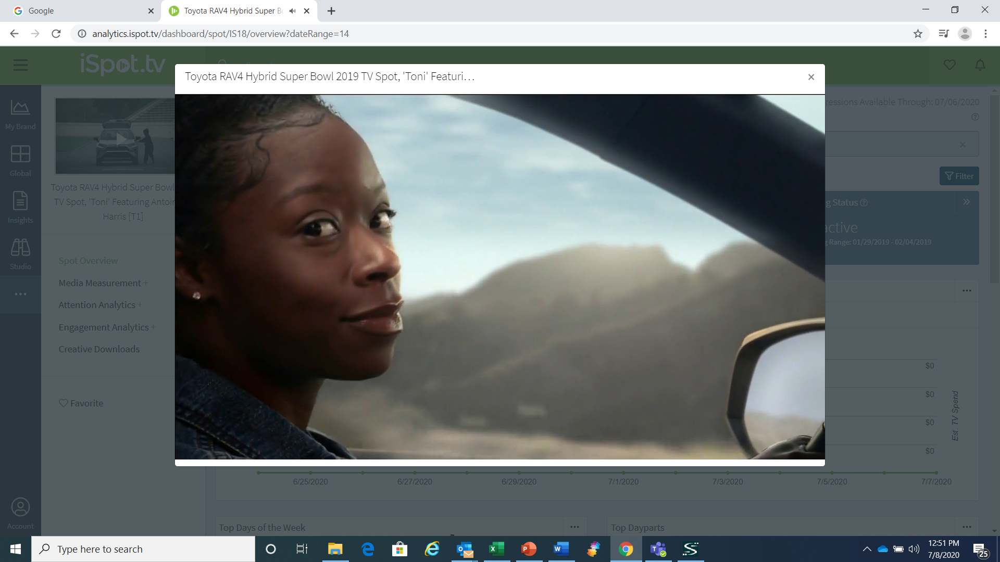 Google
Toyota RAV4 Hybrid Super B
analytics.ispot.tv/dashboard/spot/IS18/overview?dateRange=14
iSpot.tv
Toyota RAV4 Hybrid Super Bowl 2019 TV Spot, 'Toni' Featuri...
My Brand
Global
Insights
Studio
Account
Toyota RAV4 Hybrid Super Bowl
TV Spot, 'Toni' Featuring Antoin
Harris [T1]
Spot Overview
Media Measurement +
Attention Analytics +
Engagement Analytics +
Creative Downloads
Favorite
ressions Available Through: 07/06/2020
Filter
g Status
active
g Range: 01/29/2019 - 02/04/2019
$0
$0
$0
$0
Est. TV Spend
6/25/2020
6/27/2020
6/29/2020
7/1/2020
7/3/2020
7/5/2020
7/7/2020
Top Days of the Week
Top Dayparts
Type here to search
12:51 PM
7/8/2020
25